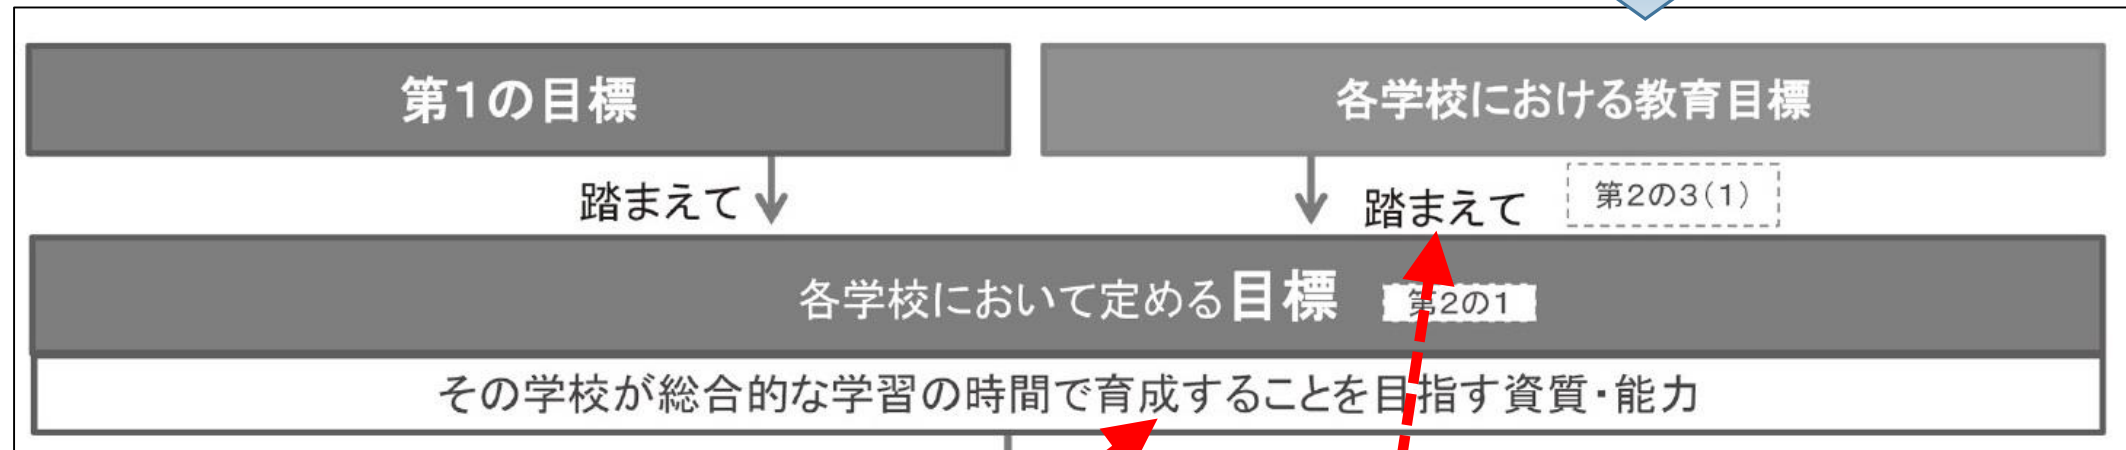 第1の目標
各学校における教育目標
踏まえて
踏まえて
第2の3(1)
各学校において定める目標 第2の1
その学校が総合的な学習の時間で育成することを目指す資質・能力